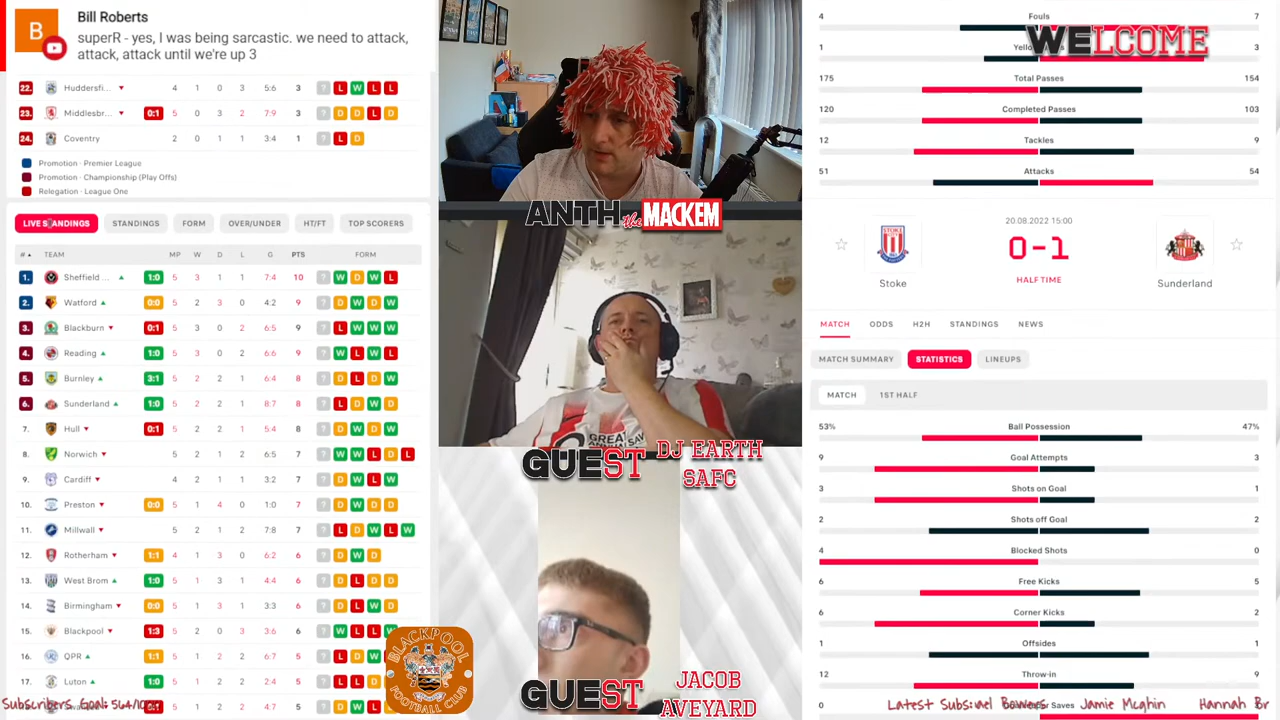 B
Bill Roberts
superR - yes, I was being sarcastic. we need to attack,
attack, attack until we're up 3
22. Huddersfi... 4 1 0 3 5:6 3 ? L W L L
23. Middlesbr... 0:1 5 0 3 2 7:9 ? D D L D
24. Coventry 2 0 1 1 3:4 1 ? L D
Promotion - Premier League
Promotion - Championship (Play Offs)
Relegation - League One
LIVE STANDINGS STANDINGS FORM OVER/UNDER HT/FT TOP SCORERS
# TEAM MP W D L G PTS FORM
1. Sheffield ... 1:0 5 3 1 1 7:4 10 ? W D W L
2. Watford 0:0 5 2 3 0 4:2 9 ? D W D W
3. Blackburn 0:1 5 3 0 2 6:5 9 ? L W W W
4. Reading 1:0 5 3 0 2 6:6 9 ? W L W L
5. Burnley 3:1 5 2 2 1 6:4 8 ? D L D W
6. Sunderland 1:0 5 2 2 1 8:7 8 ? L D W D
7. Hull 0:1 5 2 2 1 5:4 8 ? D W D W
8. Norwich 5 2 1 2 6:5 7 W W L D L
9. Cardiff 4 2 1 1 3:2 7 ? D W L W
10. Preston 0:0 5 1 4 0 1:0 7 ? D W D D
11. Millwall 5 2 1 2 7:8 7 L D W L W
12. Rotherham 1:1 4 1 3 0 6:2 6 ? D W D
13. West Brom 1:0 5 1 3 1 4:4 6 ? D L D D
14. Birmingham 0:0 5 1 3 1 3:3 6 ? D L W D
15. Blackpool 1:3 5 2 0 3 3:6 6 ? W L L W
16. QPR 1:1 5 1 2 2 6:7 5 ? L D W
17. Luton 1:0 5 1 2 2 2:4 5 ? L L D
Subscribers Goal:
ANTH the MACKEM
GUEST DJ EARTH
SAFC
BLACKPOOL
FOOTBALL CLUB
GUEST JACOB
AVEYARD
WELCOME
4 Fouls 7
1 3
175 Total Passes 154
120 Completed Passes 103
12 Tackles 9
51 Attacks 54
20.08.2022 15:00
0-1
HALF TIME
Stoke Sunderland
MATCH ODDS H2H STANDINGS NEWS
MATCH SUMMARY STATISTICS LINEUPS
MATCH 1ST HALF
53% Ball Possession 47%
9 Goal Attempts 3
3 Shots on Goal 1
2 Shots off Goal 2
4 Blocked Shots 0
6 Free Kicks 5
6 Corner Kicks 2
1 Offsides 1
12 Throw-in 9
0 Saves 3
Latest Subs: Jamie Mcghin Hannah Br